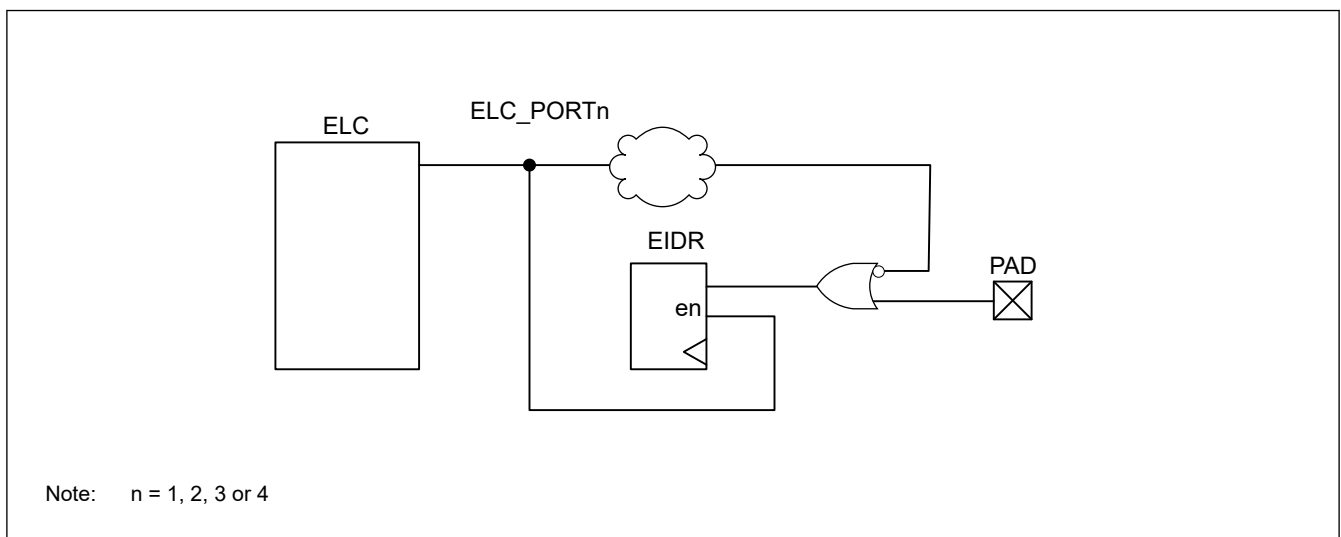 ELC_PORTn
ELC
EIDR
en
PAD
Note: n = 1, 2, 3 or 4